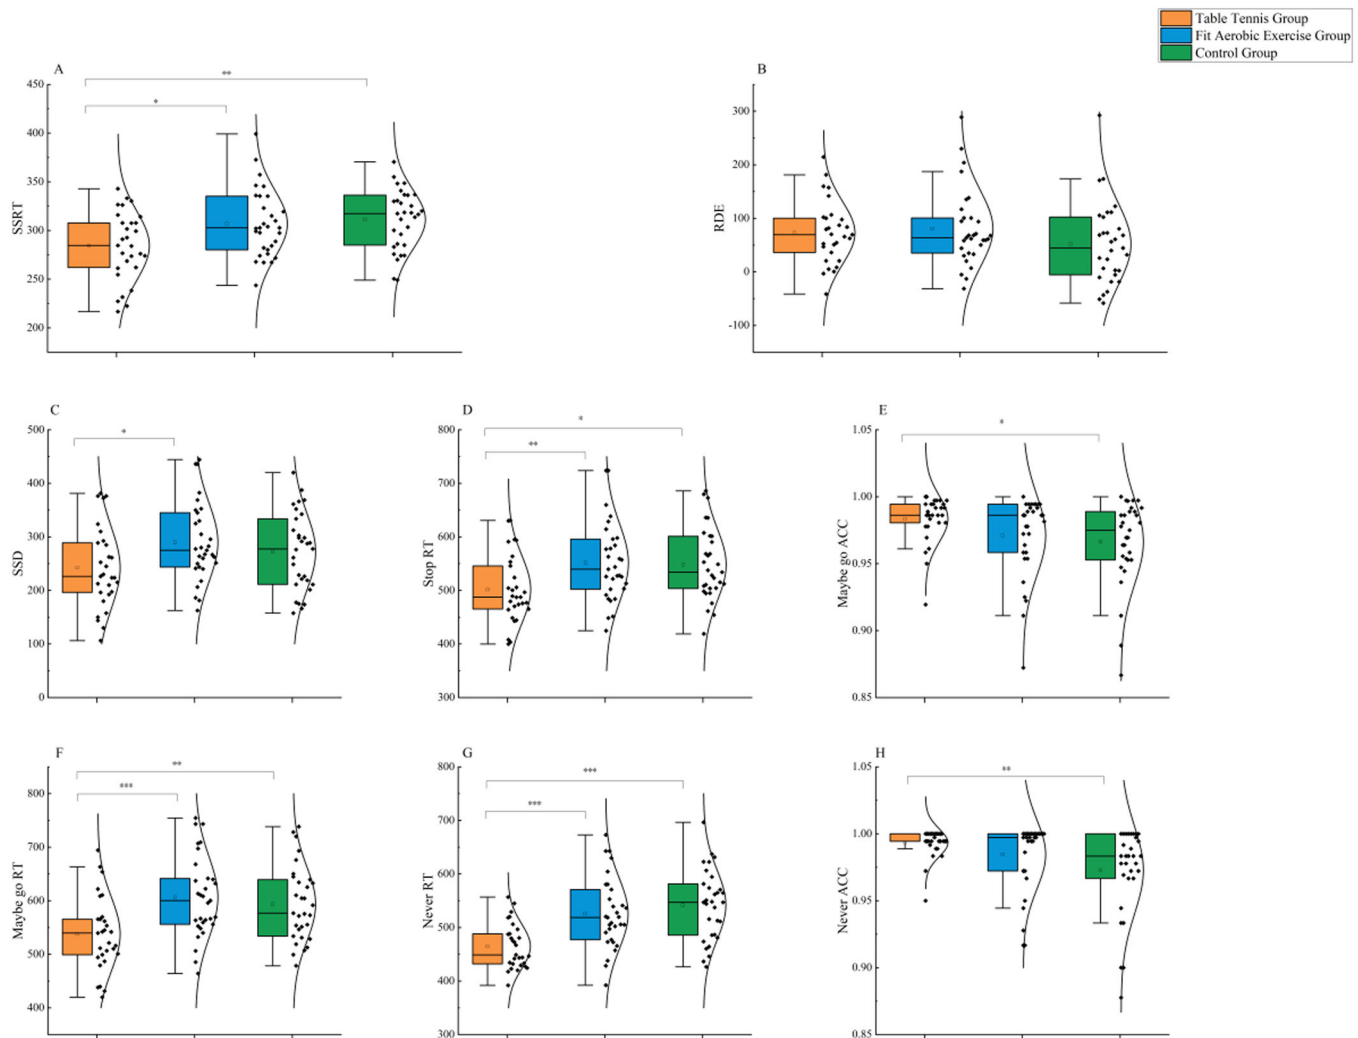 Table Tennis Group
Fit Aerobic Exercise Group
Control Group
A
SSRT
450
400
350
300
250
200
**
*
B
RDE
300
200
100
0
-100
C
SSD
500
400
300
200
100
0
*
D
Stop RT
800
700
600
500
400
300
*
**
E
Maybe go ACC
1.05
1.00
0.95
0.90
0.85
*
F
Maybe go RT
800
700
600
500
400
**
***
G
Never RT
800
700
600
500
400
300
***
***
H
Never ACC
1.05
1.00
0.95
0.90
0.85
**